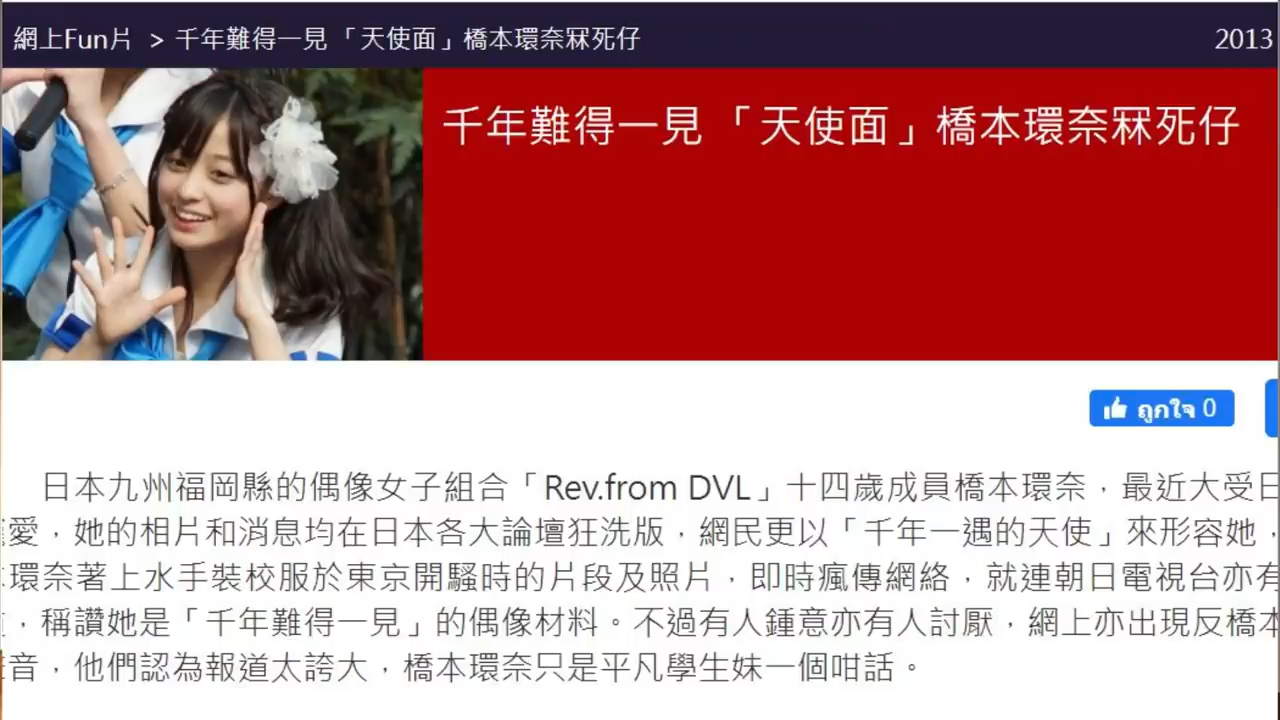 網上Fun片 > 千年難得一見「天使面」橋本環奈冧死仔
2013
千年難得一見「天使面」橋本環奈冧死仔
ถูกใจ 0
日本九州福岡縣的偶像女子組合「Rev.from DVL」十四歲成員橋本環奈，最近大受日
愛，她的相片和消息均在日本各大論壇狂洗版，網民更以「千年一遇的天使」來形容她，
環奈著上水手裝校服於東京開騷時的片段及照片，即時瘋傳網絡，就連朝日電視台亦有
，稱讚她是「千年難得一見」的偶像材料。不過有人鍾意亦有人討厭，網上亦出現反橋本
音，他們認為報道太誇大，橋本環奈只是平凡學生妹一個咁話。